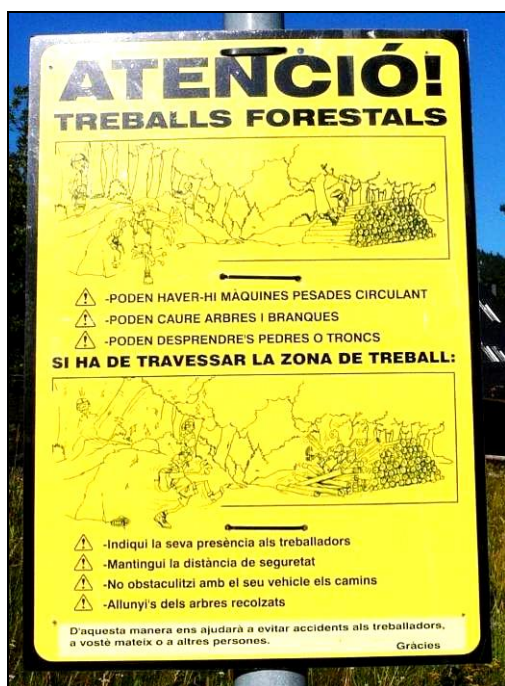 ATENCIÓ!
TREBALLS FORESTALS
-PODEN HAVER-HI MÀQUINES PESADES CIRCULANT
-PODEN CAURE ARBRES I BRANQUES
-PODEN DESPRENDRE'S PEDRES O TRONCS
SI HA DE TRAVESSAR LA ZONA DE TREBALL:
-Indiqui la seva presència als treballadors
-Mantingui la distància de seguretat
-No obstaculitzi amb el seu vehicle els camins
-Allunyi's dels arbres recolzats
D'aquesta manera ens ajudarà a evitar accidents als treballadors,
a vostè mateix o a altres persones.
Gràcies